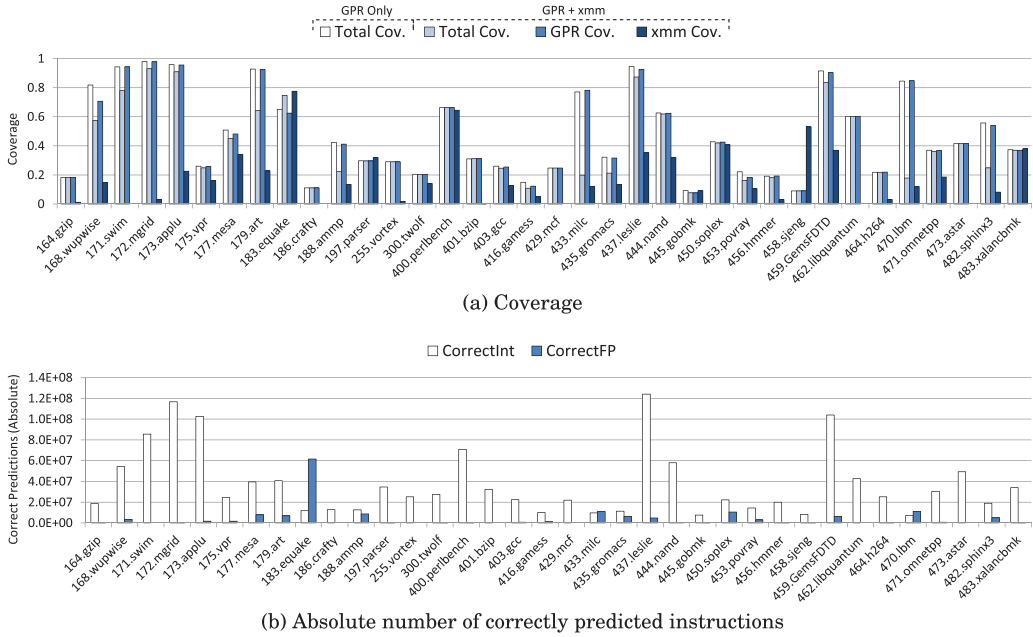 GPR Only GPR + xmm
Total Cov. Total Cov. GPR Cov. xmm Cov.
Coverage
1
0.8
0.6
0.4
0.2
0
164.gzip
168.wupwise
171.swim
172.mgrid
173.applu
175.vpr
177.mesa
179.art
183.equake
186.crafty
188.ammp
197.parser
255.vortex
300.twolf
400.perlbench
401.bzip
403.gcc
416.gamess
429.mcf
433.milc
435.gromacs
437.leslie
444.namd
445.gobmk
450.soplex
453.povray
456.hmmer
458.sjeng
459.GemsFDTD
462.libquantum
464.h264
470.lbm
471.omnetpp
473.astar
482.sphinx3
483.xalancbmk
(a) Coverage
CorrectInt CorrectFP
Correct Predictions (Absolute)
1.4E+08
1.2E+08
1.0E+08
8.0E+07
6.0E+07
4.0E+07
2.0E+07
0.0E+00
164.gzip
168.wupwise
171.swim
172.mgrid
173.applu
175.vpr
177.mesa
179.art
183.equake
186.crafty
188.ammp
197.parser
255.vortex
300.twolf
400.perlbench
401.bzip
403.gcc
416.gamess
429.mcf
433.milc
435.gromacs
437.leslie
444.namd
445.gobmk
450.soplex
453.povray
456.hmmer
458.sjeng
459.GemsFDTD
462.libquantum
464.h264
470.lbm
471.omnetpp
473.astar
482.sphinx3
483.xalancbmk
(b) Absolute number of correctly predicted instructions